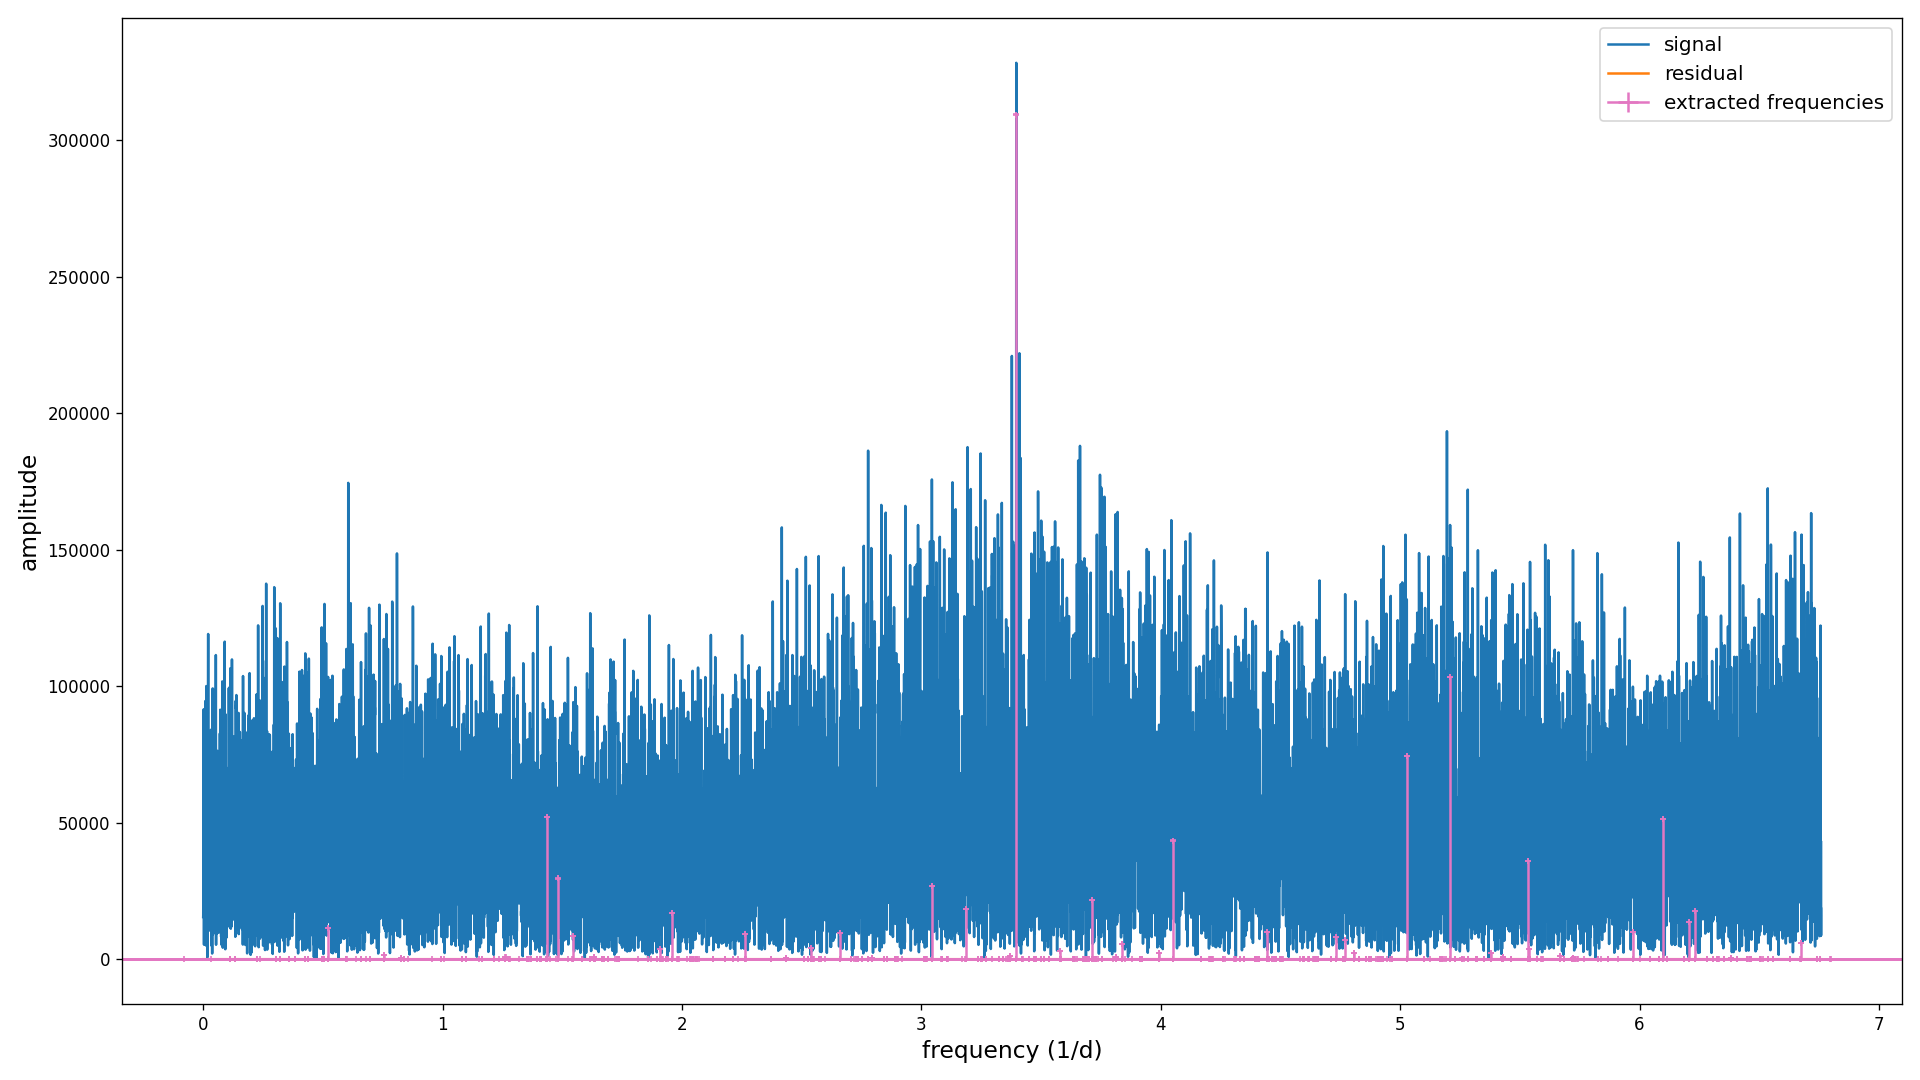 signal
residual
extracted frequencies
300000
250000
200000
150000
100000
50000
0
amplitude
0 1 2 3 4 5 6 7
frequency (1/d)